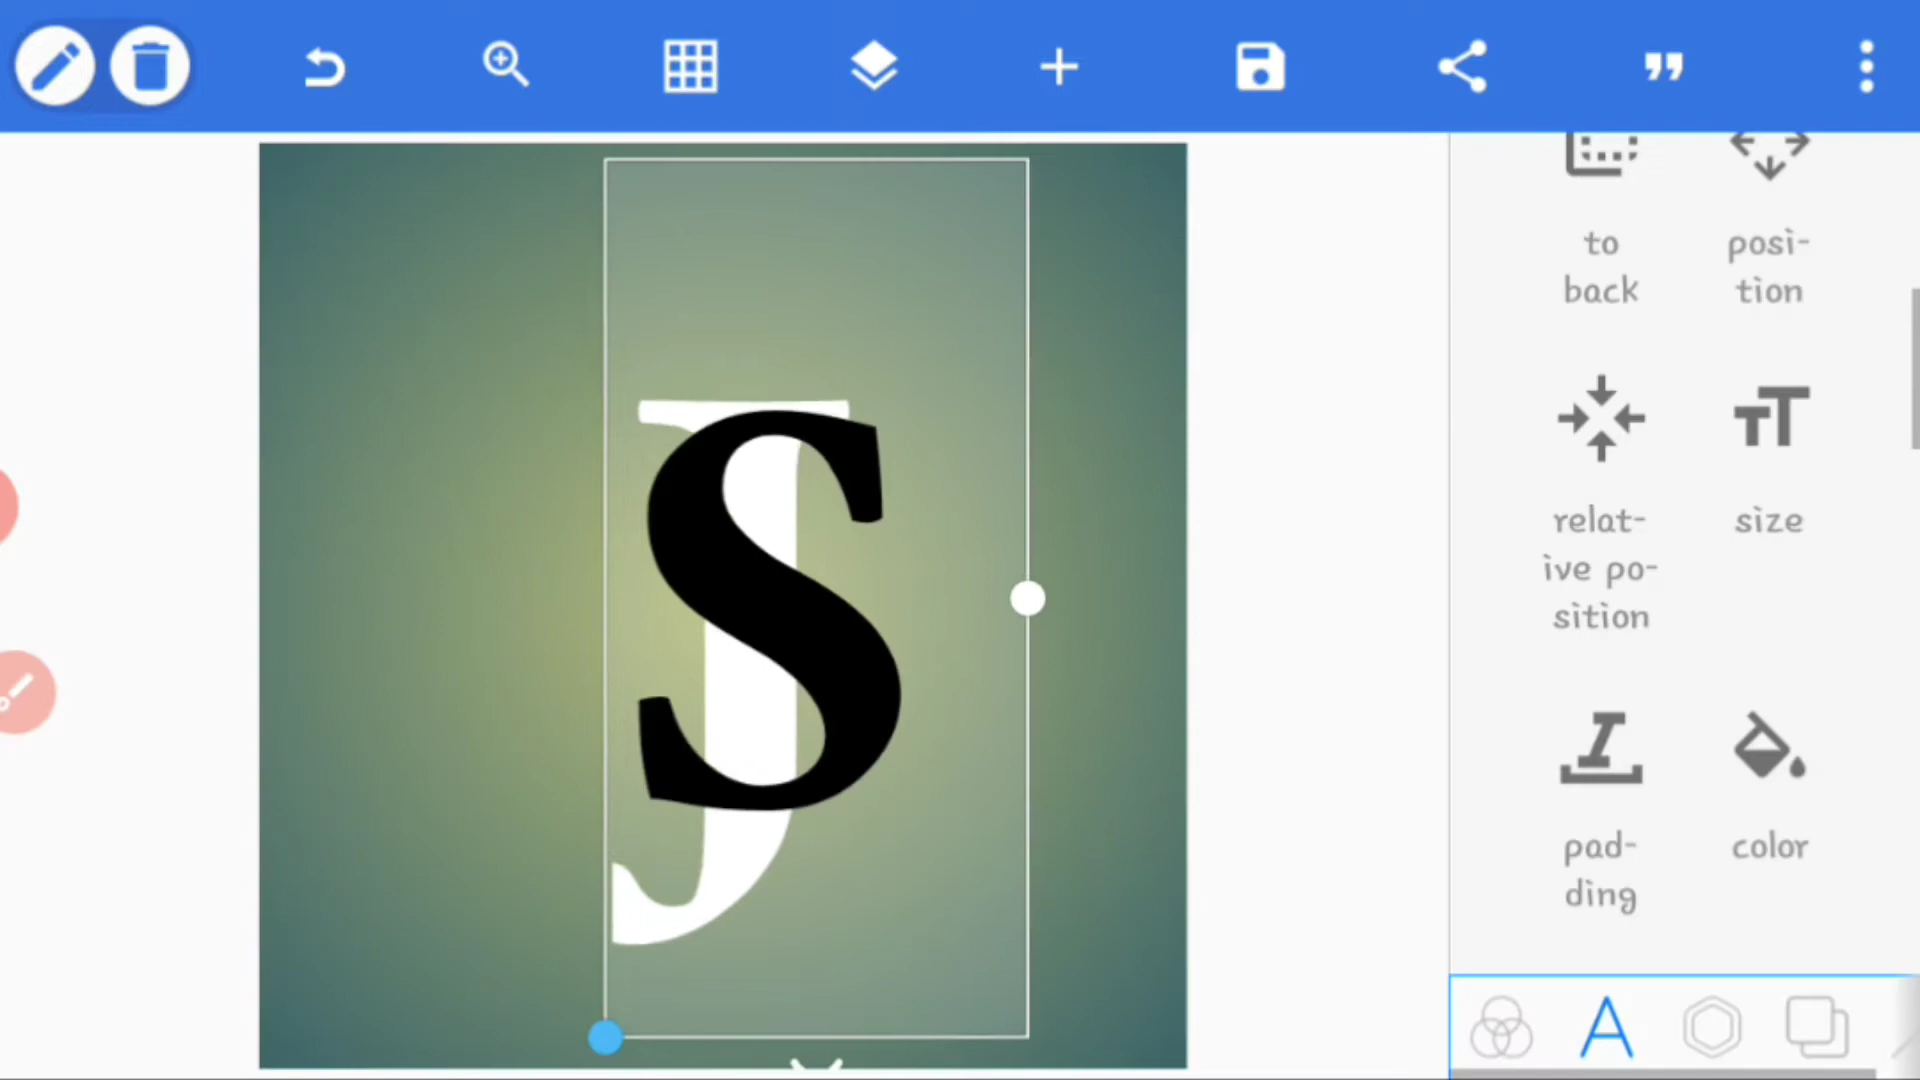 to
back
posi-
tion
J
S
relat-
ive po-
sition
size
pad-
ding
color